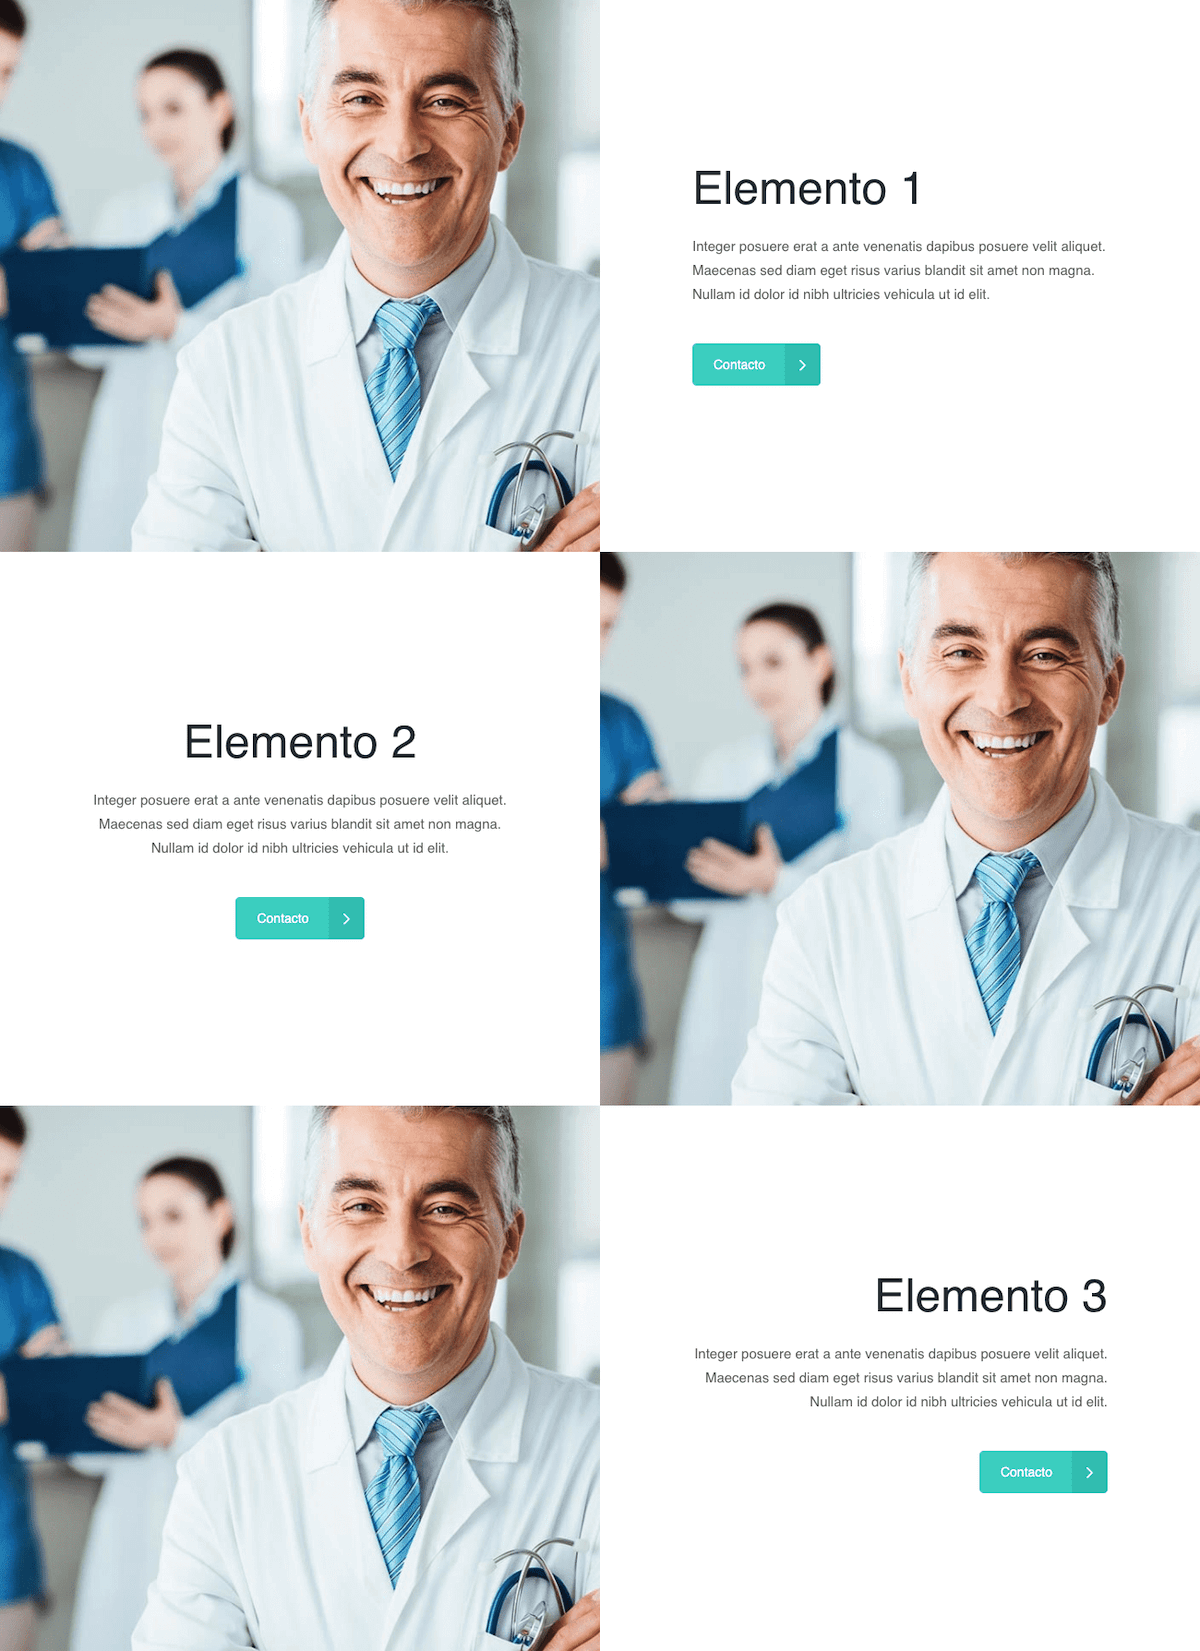 Elemento 1
Integer posuere erat a ante venenatis dapibus posuere velit aliquet.
Maecenas sed diam eget risus varius blandit sit amet non magna.
Nullam id dolor id nibh ultricies vehicula ut id elit.
Contacto
Elemento 2
Integer posuere erat a ante venenatis dapibus posuere velit aliquet.
Maecenas sed diam eget risus varius blandit sit amet non magna.
Nullam id dolor id nibh ultricies vehicula ut id elit.
Contacto
Elemento 3
Integer posuere erat a ante venenatis dapibus posuere velit aliquet.
Maecenas sed diam eget risus varius blandit sit amet non magna.
Nullam id dolor id nibh ultricies vehicula ut id elit.
Contacto